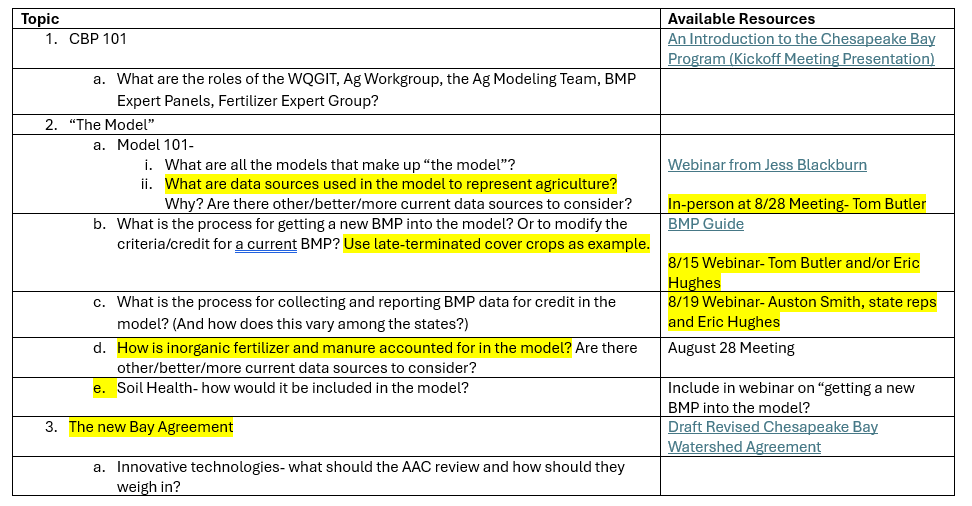 Topic
Available Resources
1. CBP 101
An Introduction to the Chesapeake Bay
Program (Kickoff Meeting Presentation)
a. What are the roles of the WQGIT, Ag Workgroup, the Ag Modeling Team, BMP
Expert Panels, Fertilizer Expert Group?
2. “The Model”
a. Model 101-
i. What are all the models that make up “the model”?
ii. What are data sources used in the model to represent agriculture?
Why? Are there other/better/more current data sources to consider?
Webinar from Jess Blackburn
In-person at 8/28 Meeting- Tom Butler
b. What is the process for getting a new BMP into the model? Or to modify the
criteria/credit for a current BMP? Use late-terminated cover crops as example.
BMP Guide
8/15 Webinar- Tom Butler and/or Eric
Hughes
c. What is the process for collecting and reporting BMP data for credit in the
model? (And how does this vary among the states?)
8/19 Webinar- Auston Smith, state reps
and Eric Hughes
d. How is inorganic fertilizer and manure accounted for in the model? Are there
other/better/more current data sources to consider?
August 28 Meeting
e. Soil Health- how would it be included in the model?
Include in webinar on “getting a new
BMP into the model?
3. The new Bay Agreement
Draft Revised Chesapeake Bay
Watershed Agreement
a. Innovative technologies- what should the AAC review and how should they
weigh in?